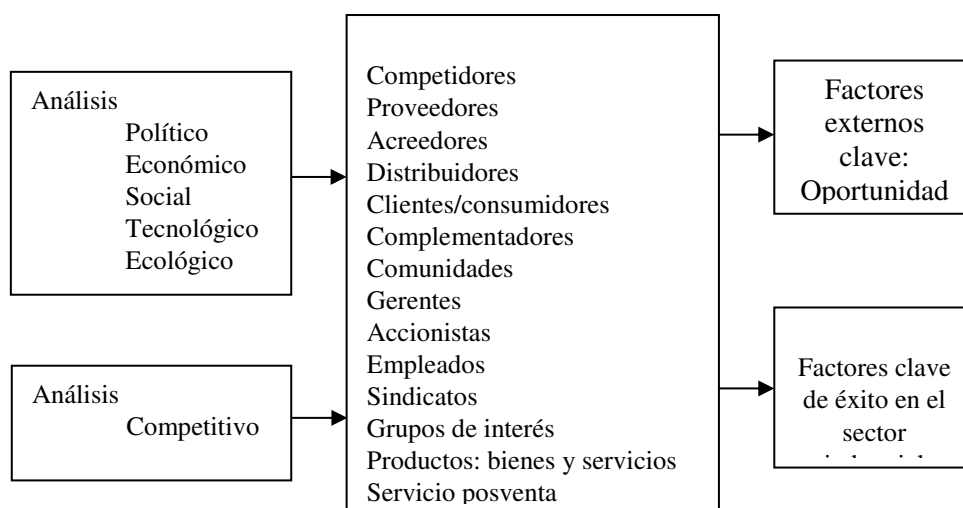 Análisis
Político
Económico
Social
Tecnológico
Ecológico
Análisis
Competitivo
Competidores
Proveedores
Acreedores
Distribuidores
Clientes/consumidores
Complementadores
Comunidades
Gerentes
Accionistas
Empleados
Sindicatos
Grupos de interés
Productos: bienes y servicios
Servicio posventa
Factores
externos
clave:
Oportunidad
Factores clave
de éxito en el
sector